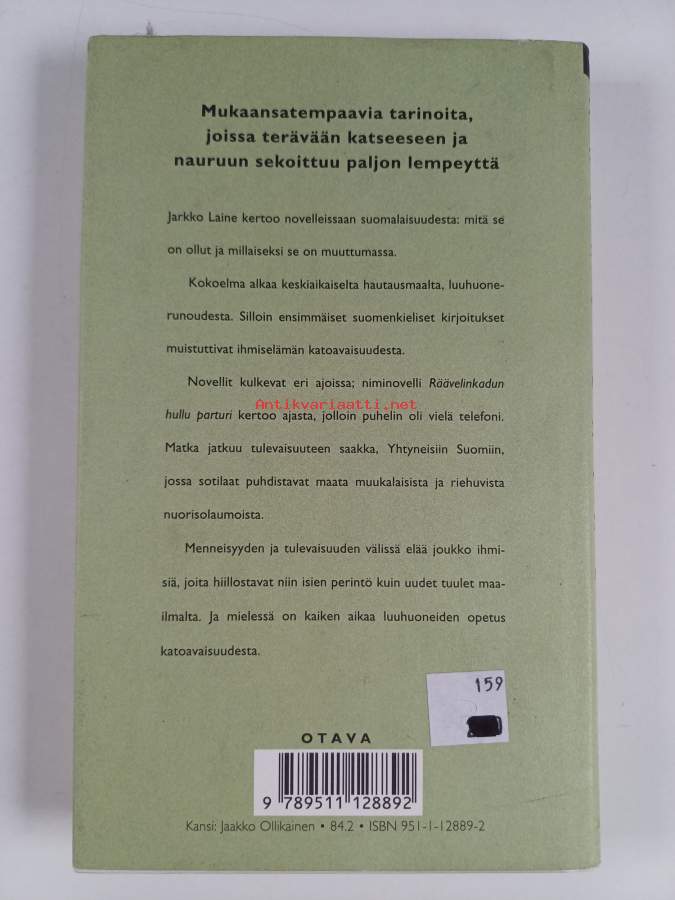 Mukaansatempaavia tarinoita,
joissa terävään katseeseen ja
nauruun sekoittuu paljon lempeyttä
Jarkko Laine kertoo novelleissaan suomalaisuudesta: mitä se
on ollut ja millaiseksi se on muuttumassa.
Kokoelma alkaa keskiaikaiselta hautausmaalta, luuhuone-
runoudesta. Silloin ensimmäiset suomenkieliset kirjoitukset
muistuttivat ihmiselämän katoavaisuudesta.
Novellit kulkevat eri ajoissa; niminovelli Räävelinkadun
Antikvariaatti.net
hullu parturi kertoo ajasta, jolloin puhelin oli vielä telefoni.
Matka jatkuu tulevaisuuteen saakka, Yhtyneisiin Suomiin,
jossa sotilaat puhdistavat maata muukalaisista ja riehuvista
nuorisolaumoista.
Menneisyyden ja tulevaisuuden välissä elää joukko ihmi-
siä, joita hiillostavat niin isien perintö kuin uudet tuulet maa-
ilmalta. Ja mielessä on kaiken aikaa luuhuoneiden opetus
katoavaisuudesta.
159
OTAVA
9 789511 128892
Kansi: Jaakko Ollikainen • 84.2 • ISBN 951-1-12889-2